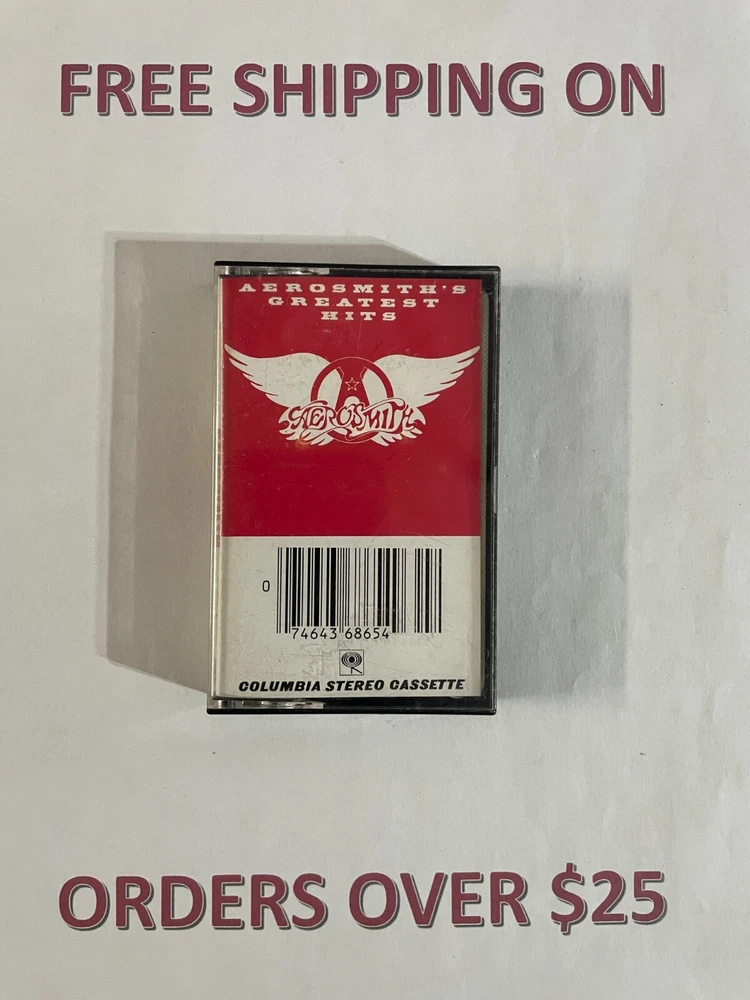 FREE SHIPPING ON
AEROSMITH'S
GREATEST
HITS
A
AEROSMITH
0
74643 68654
COLUMBIA STEREO CASSETTE
ORDERS OVER $25